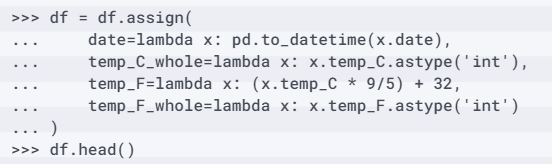 >>> df = df.assign(
...     date=lambda x: pd.to_datetime(x.date),
...     temp_C_whole=lambda x: x.temp_C.astype('int'),
...     temp_F=lambda x: (x.temp_C * 9/5) + 32,
...     temp_F_whole=lambda x: x.temp_F.astype('int')
... )
>>> df.head()